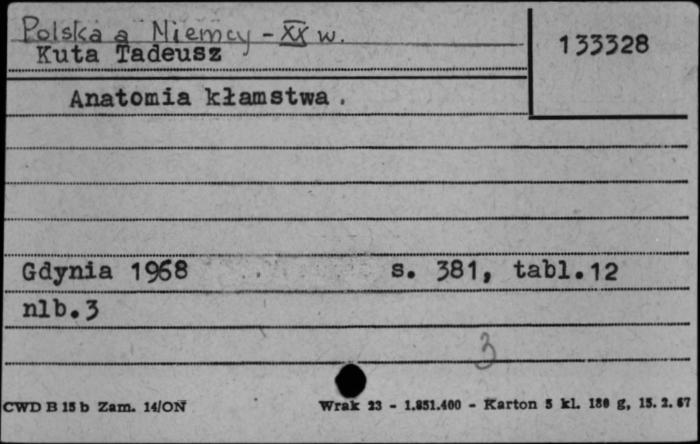 Polska a Niemcy - XX w.
133328
Kuta Tadeusz
Anatomia kłamstwa.
Gdynia 1968 s. 381, tabl.12
nlb.3
3
CWD B 15 b Zam. 14/ON Wrak 23 - 1.851.400 - Karton 5 kl. 180 g, 15. 2. 67